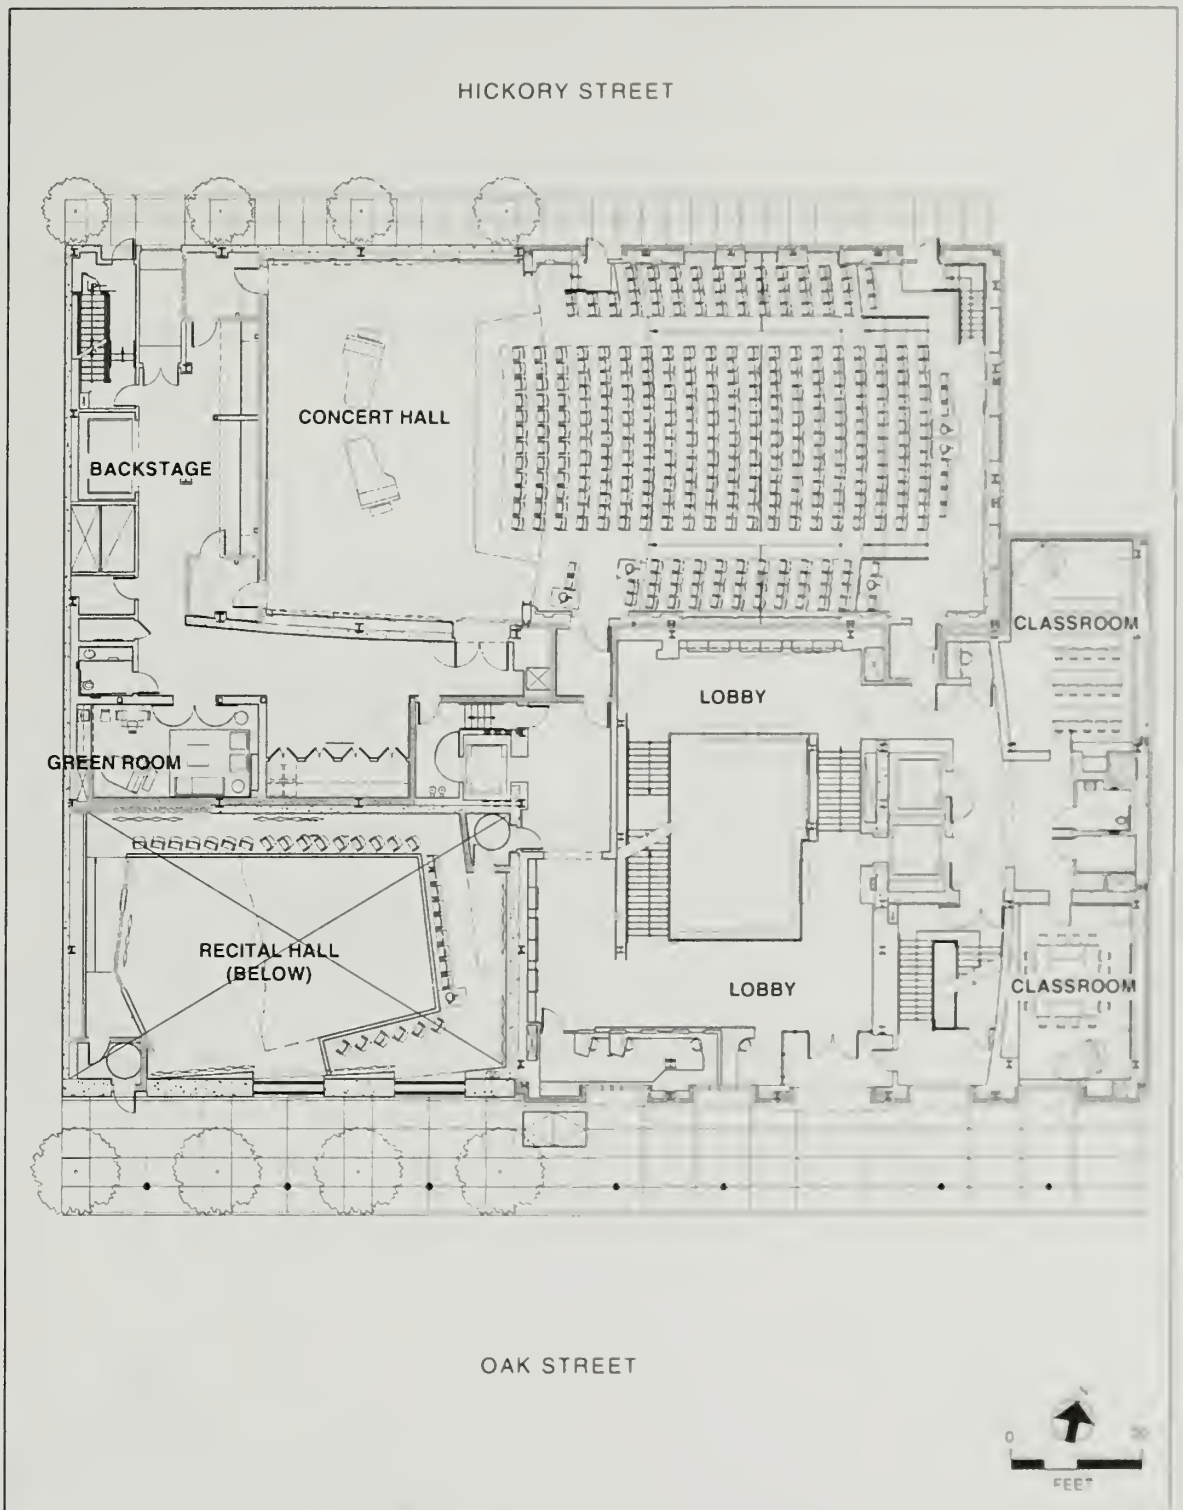 HICKORY STREET
CONCERT HALL
BACKSTAGE
CLASSROOM
LOBBY
GREEN ROOM
RECITAL HALL
(BELOW)
LOBBY
CLASSROOM
OAK STREET
0
FEET